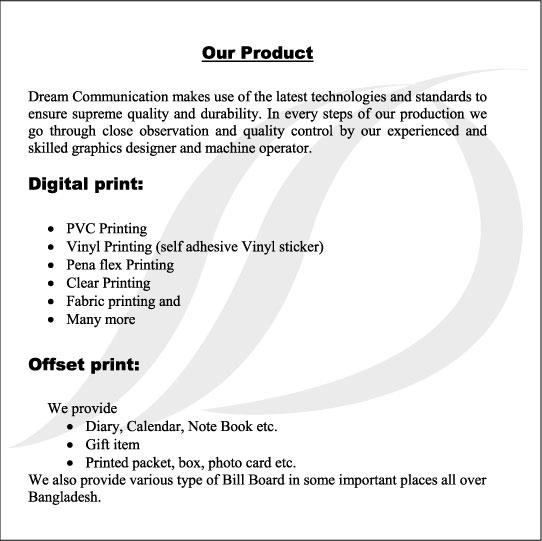 Our Product
Dream Communication makes use of the latest technologies and standards to
ensure supreme quality and durability. In every steps of our production we
go through close observation and quality control by our experienced and
skilled graphics designer and machine operator.
Digital print:
• PVC Printing
• Vinyl Printing (self adhesive Vinyl sticker)
• Pena flex Printing
• Clear Printing
• Fabric printing and
• Many more
Offset print:
We provide
• Diary, Calendar, Note Book etc.
• Gift item
• Printed packet, box, photo card etc.
We also provide various type of Bill Board in some important places all over
Bangladesh.